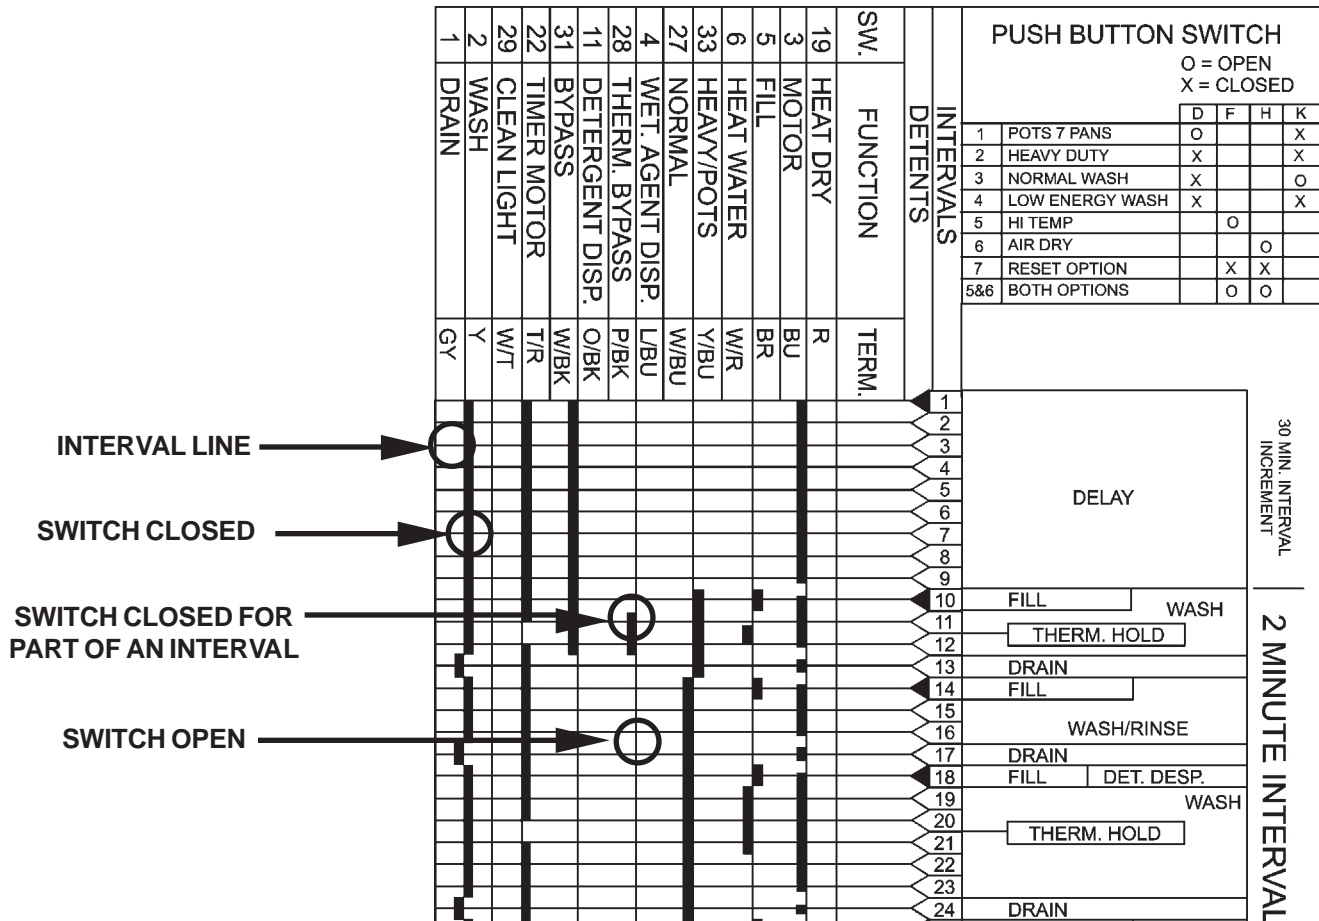 SW. FUNCTION TERM.
19 HEAT DRY R
3 MOTOR BU
5 FILL BR
6 HEAT WATER W/R
33 HEAVY/POTS Y/BU
27 NORMAL W/BU
4 WET. AGENT DISP. L/BU
28 THERM. BYPASS P/BK
11 DETERGENT DISP. O/BK
31 BYPASS W/BK
22 TIMER MOTOR T/R
29 CLEAN LIGHT W/T
2 WASH Y
1 DRAIN GY
INTERVALS
DETENTS
PUSH BUTTON SWITCH
O = OPEN
X = CLOSED
D F H K
1 POTS 7 PANS O X
2 HEAVY DUTY X X
3 NORMAL WASH X O
4 LOW ENERGY WASH X X
5 HI TEMP O
6 AIR DRY O
7 RESET OPTION X X
5&6 BOTH OPTIONS O O
INTERVAL LINE
SWITCH CLOSED
SWITCH CLOSED FOR
PART OF AN INTERVAL
SWITCH OPEN
1
2
3
4
5
6
7
8
9
10
11
12
13
14
15
16
17
18
19
20
21
22
23
24
DELAY
30 MIN. INTERVAL
INCREMENT
FILL
WASH
THERM. HOLD
DRAIN
FILL
WASH/RINSE
DRAIN
FILL DET. DESP.
WASH
THERM. HOLD
DRAIN
2 MINUTE INTERVAL